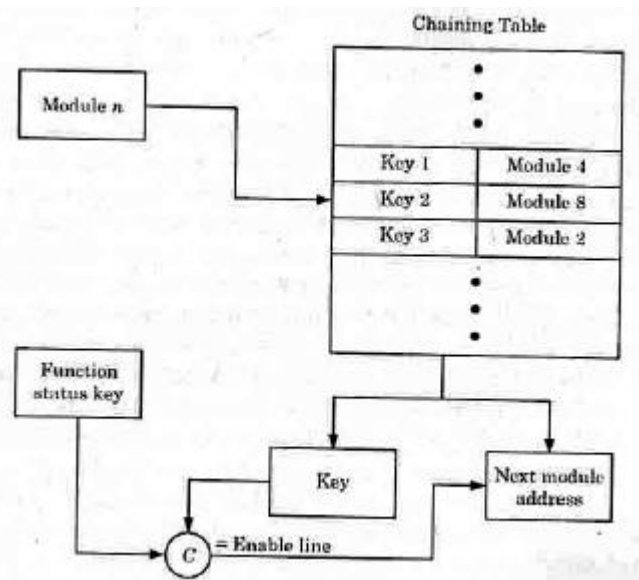 Chaining Table
Module n
Key 1 Module 4
Key 2 Module 8
Key 3 Module 2
Function
status key
Key
Next module
address
C
= Enable line